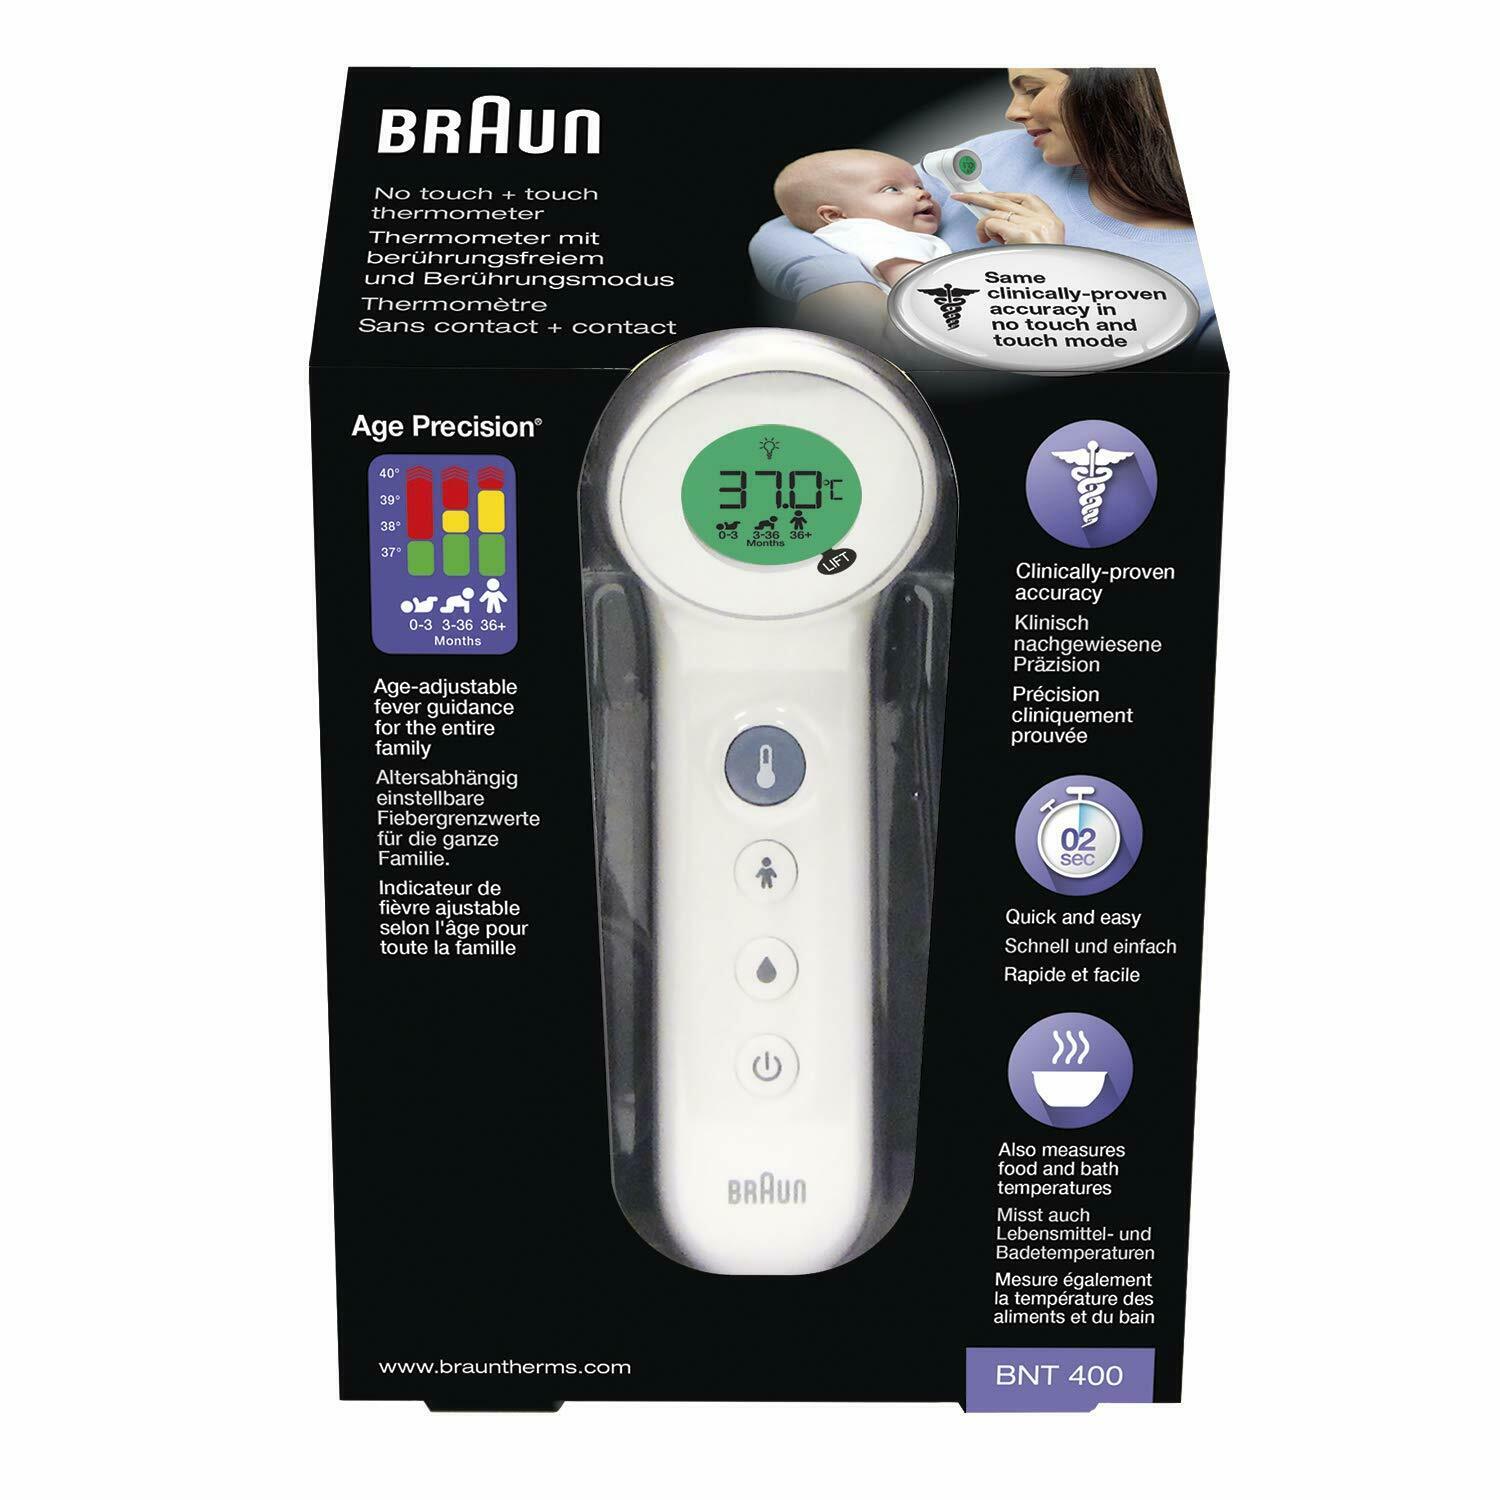 BRAUN
No touch + touch
thermometer
Thermometer mit
berührungsfreiem
und Berührungsmodus
Thermomètre
Sans contact + contact
Same
clinically-proven
accuracy in
no touch and
touch mode
Age Precision®
40°
39°
38°
37°
0-3 3-36 36+
Months
Age-adjustable
fever guidance
for the entire
family
Altersabhängig
einstellbare
Fiebergrenzwerte
für die ganze
Familie.
Indicateur de
fièvre ajustable
selon l'âge pour
toute la famille
37.0°C
0-3 3-36 36+
Months
LIFT
BRAUN
Clinically-proven
accuracy
Klinisch
nachgewiesene
Präzision
Précision
cliniquement
prouvée
02
sec
Quick and easy
Schnell und einfach
Rapide et facile
Also measures
food and bath
temperatures
Misst auch
Lebensmittel- und
Badetemperaturen
Mesure également
la température des
aliments et du bain
www.brauntherms.com
BNT 400